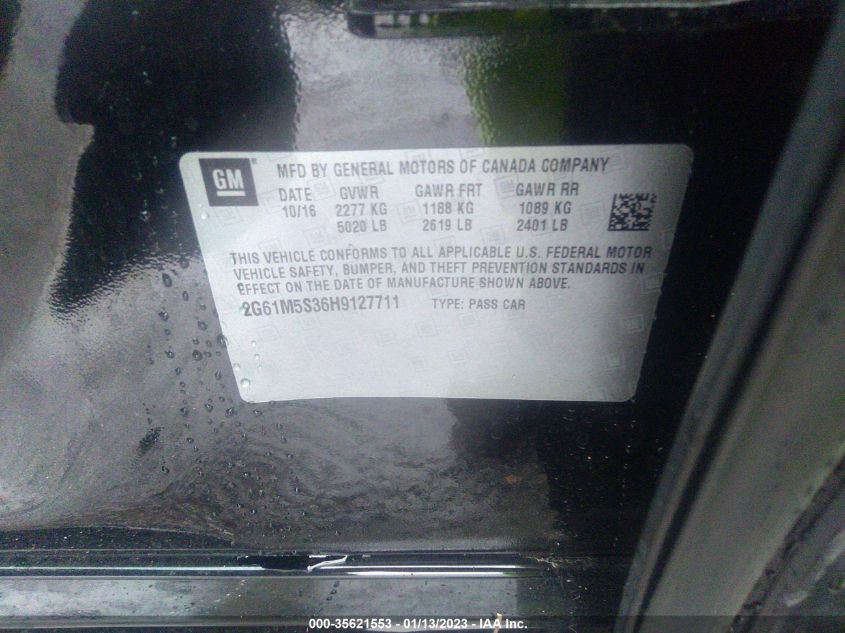 GM ®
MFD BY GENERAL MOTORS OF CANADA COMPANY
DATE GVWR GAWR FRT GAWR RR
10/16 2277 KG 1188 KG 1089 KG
5020 LB 2619 LB 2401 LB
THIS VEHICLE CONFORMS TO ALL APPLICABLE U.S. FEDERAL MOTOR
VEHICLE SAFETY, BUMPER, AND THEFT PREVENTION STANDARDS IN
EFFECT ON THE DATE OF MANUFACTURE SHOWN ABOVE.
2G61M5S36H9127711 TYPE: PASS CAR
000-35621553 - 01/13/2023 - IAA Inc.